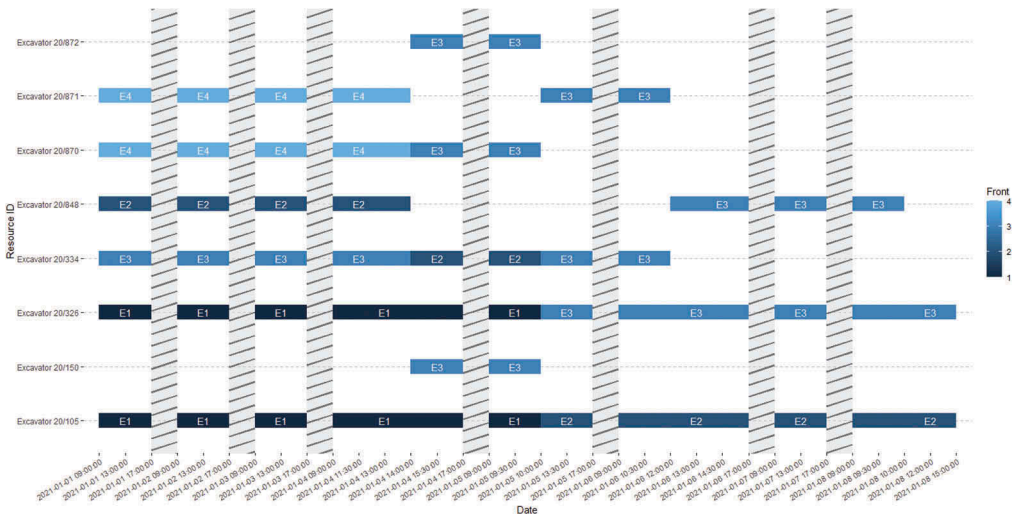 Excavator 20/872
E3 E3
Excavator 20/871
E4 E4 E4 E4 E3 E3
Excavator 20/870
E4 E4 E4 E4 E3 E3
Excavator 20/848
E2 E2 E2 E2 E3 E3 E3
Excavator 20/334
E3 E3 E3 E3 E2 E2 E3 E3
Excavator 20/326
E1 E1 E1 E1 E1 E3 E3 E3 E3
Excavator 20/150
E3 E3
Excavator 20/105
E1 E1 E1 E1 E1 E2 E2 E2 E2
Resource ID
Front
4
3
2
1
2021-01-01 09:00:00
2021-01-01 13:00:00
2021-01-01 17:00:00
2021-01-02 09:00:00
2021-01-02 13:00:00
2021-01-02 17:00:00
2021-01-03 09:00:00
2021-01-03 13:00:00
2021-01-03 17:00:00
2021-01-04 09:00:00
2021-01-04 11:30:00
2021-01-04 14:00:00
2021-01-04 15:30:00
2021-01-04 17:00:00
2021-01-05 09:00:00
2021-01-05 09:30:00
2021-01-05 10:00:00
2021-01-05 13:30:00
2021-01-05 17:00:00
2021-01-06 09:00:00
2021-01-06 10:30:00
2021-01-06 12:00:00
2021-01-06 13:00:00
2021-01-06 14:30:00
2021-01-06 17:00:00
2021-01-07 09:00:00
2021-01-07 13:00:00
2021-01-07 17:00:00
2021-01-08 09:00:00
2021-01-08 09:30:00
2021-01-08 10:00:00
2021-01-08 12:00:00
2021-01-08 15:00:00
Date